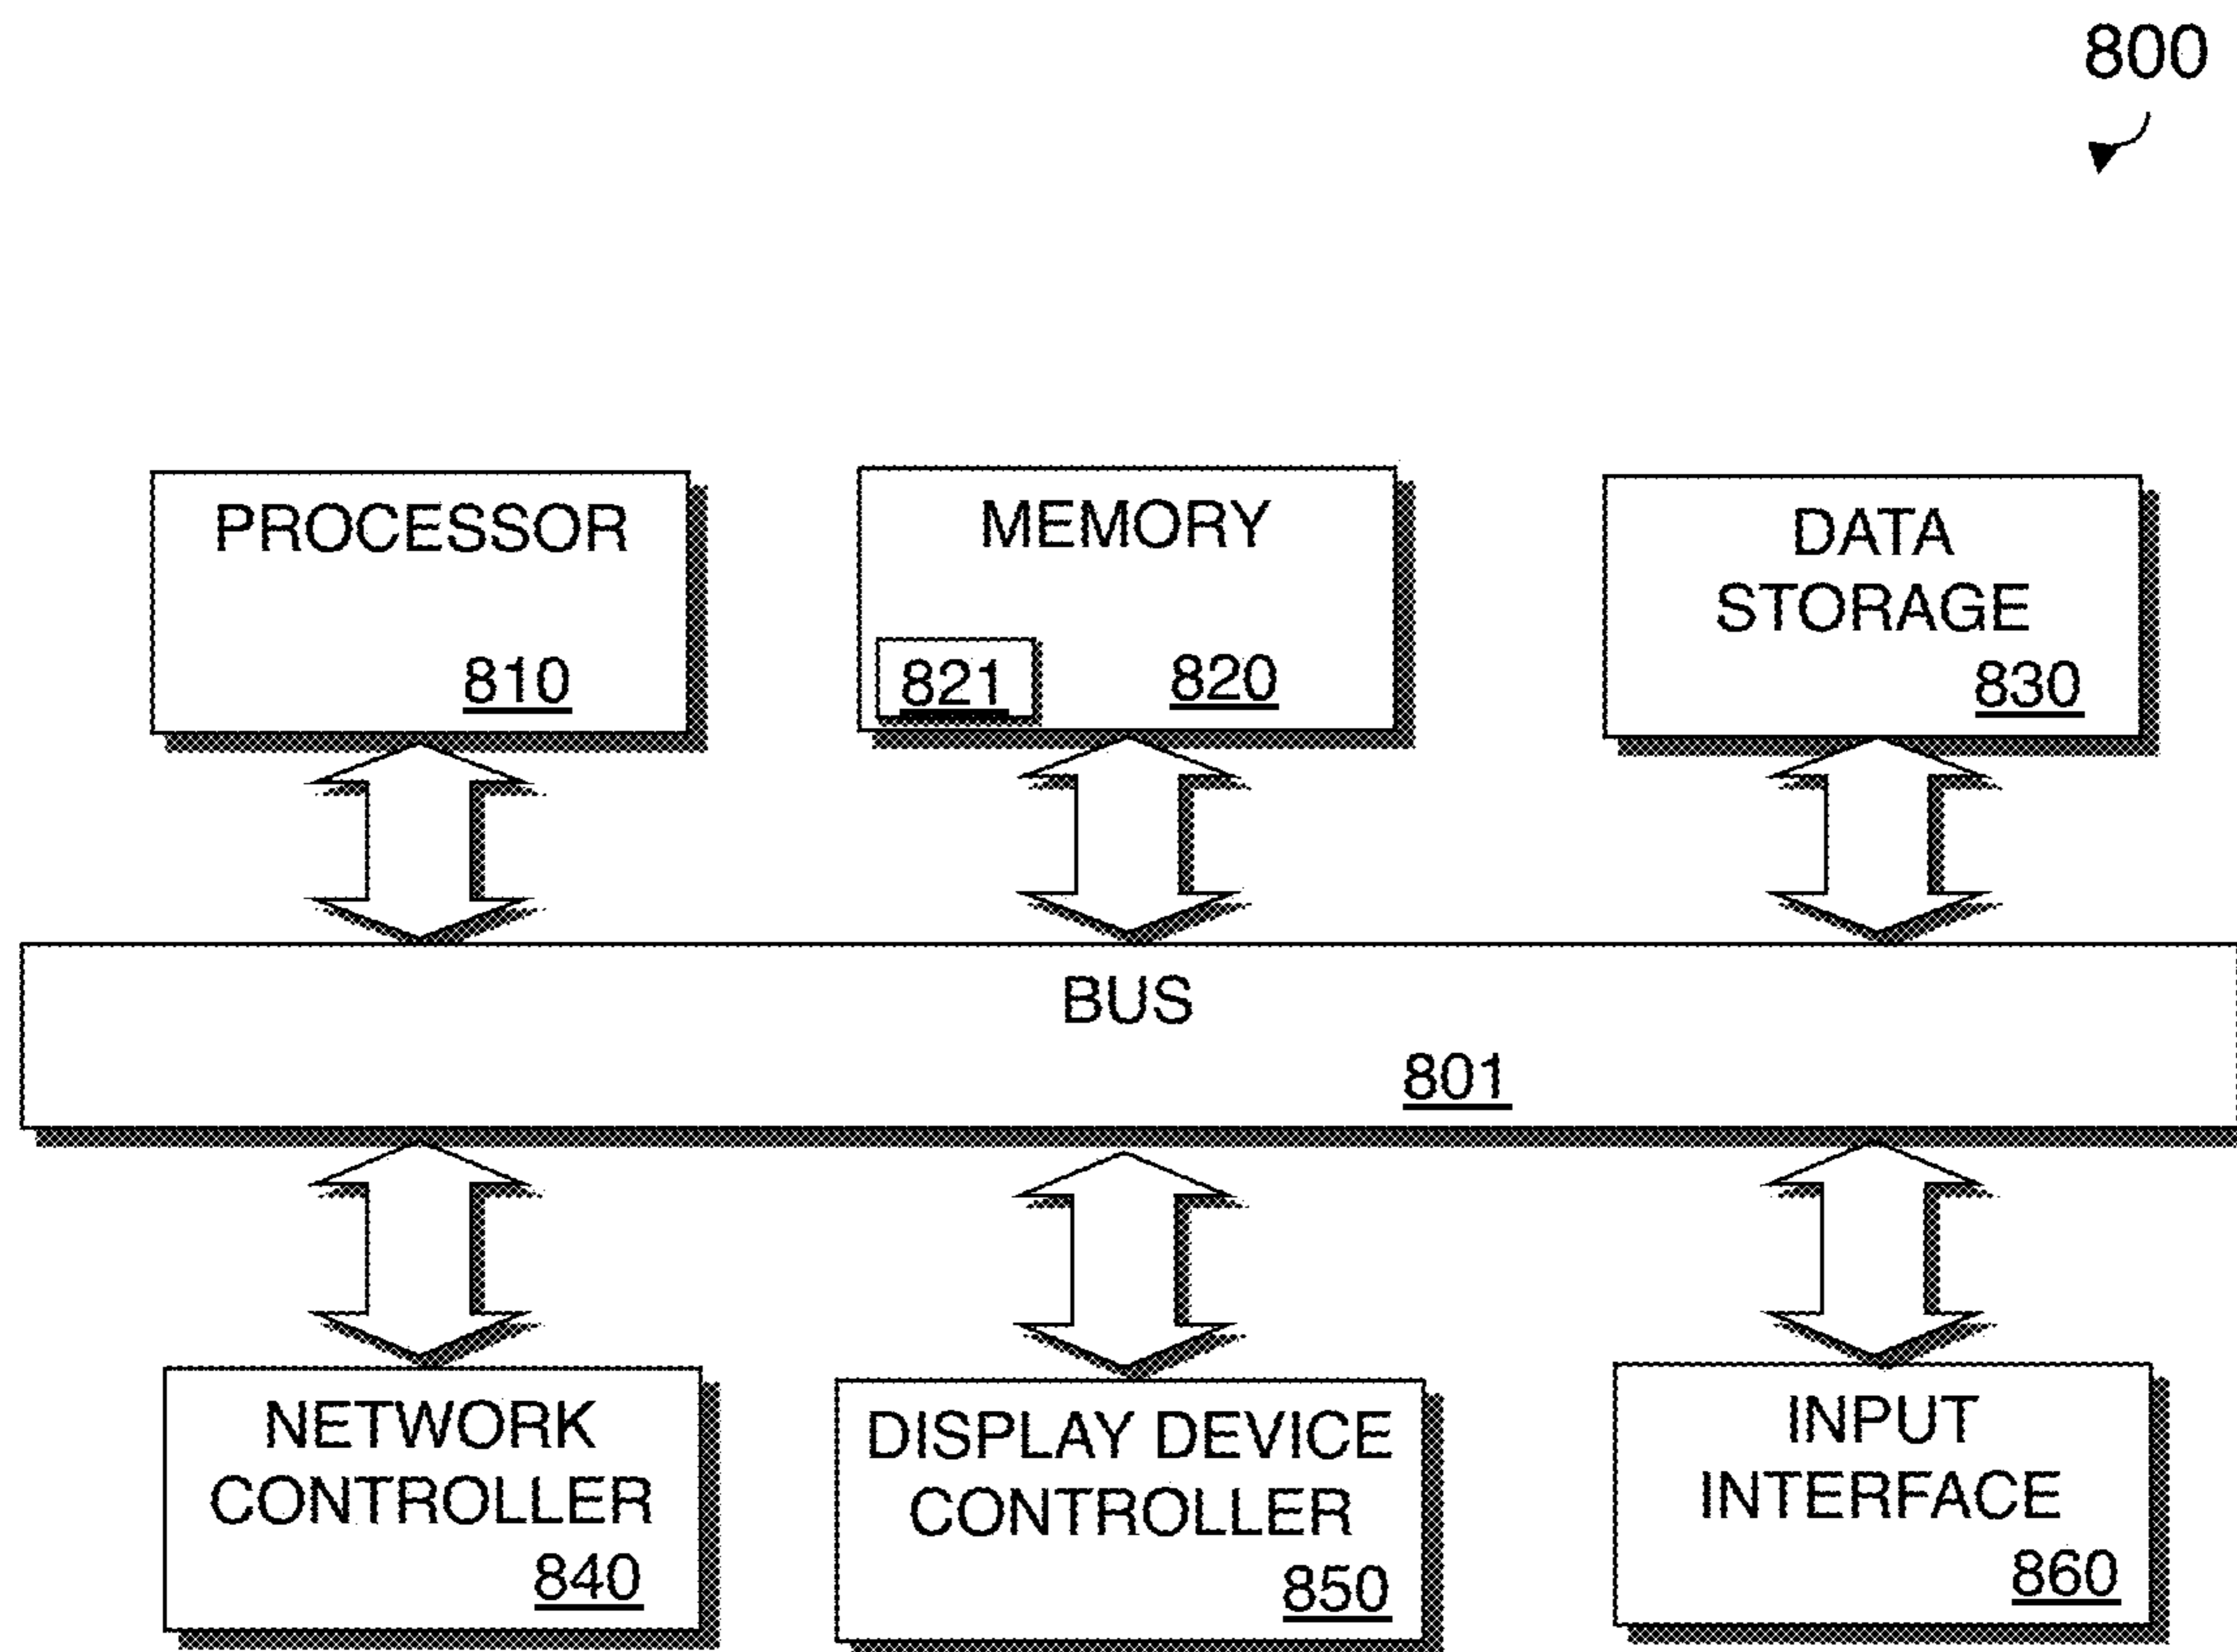 800
PROCESSOR
810
MEMORY
821
820
DATA
STORAGE
830
BUS
801
NETWORK
CONTROLLER
840
DISPLAY DEVICE
CONTROLLER
850
INPUT
INTERFACE
860